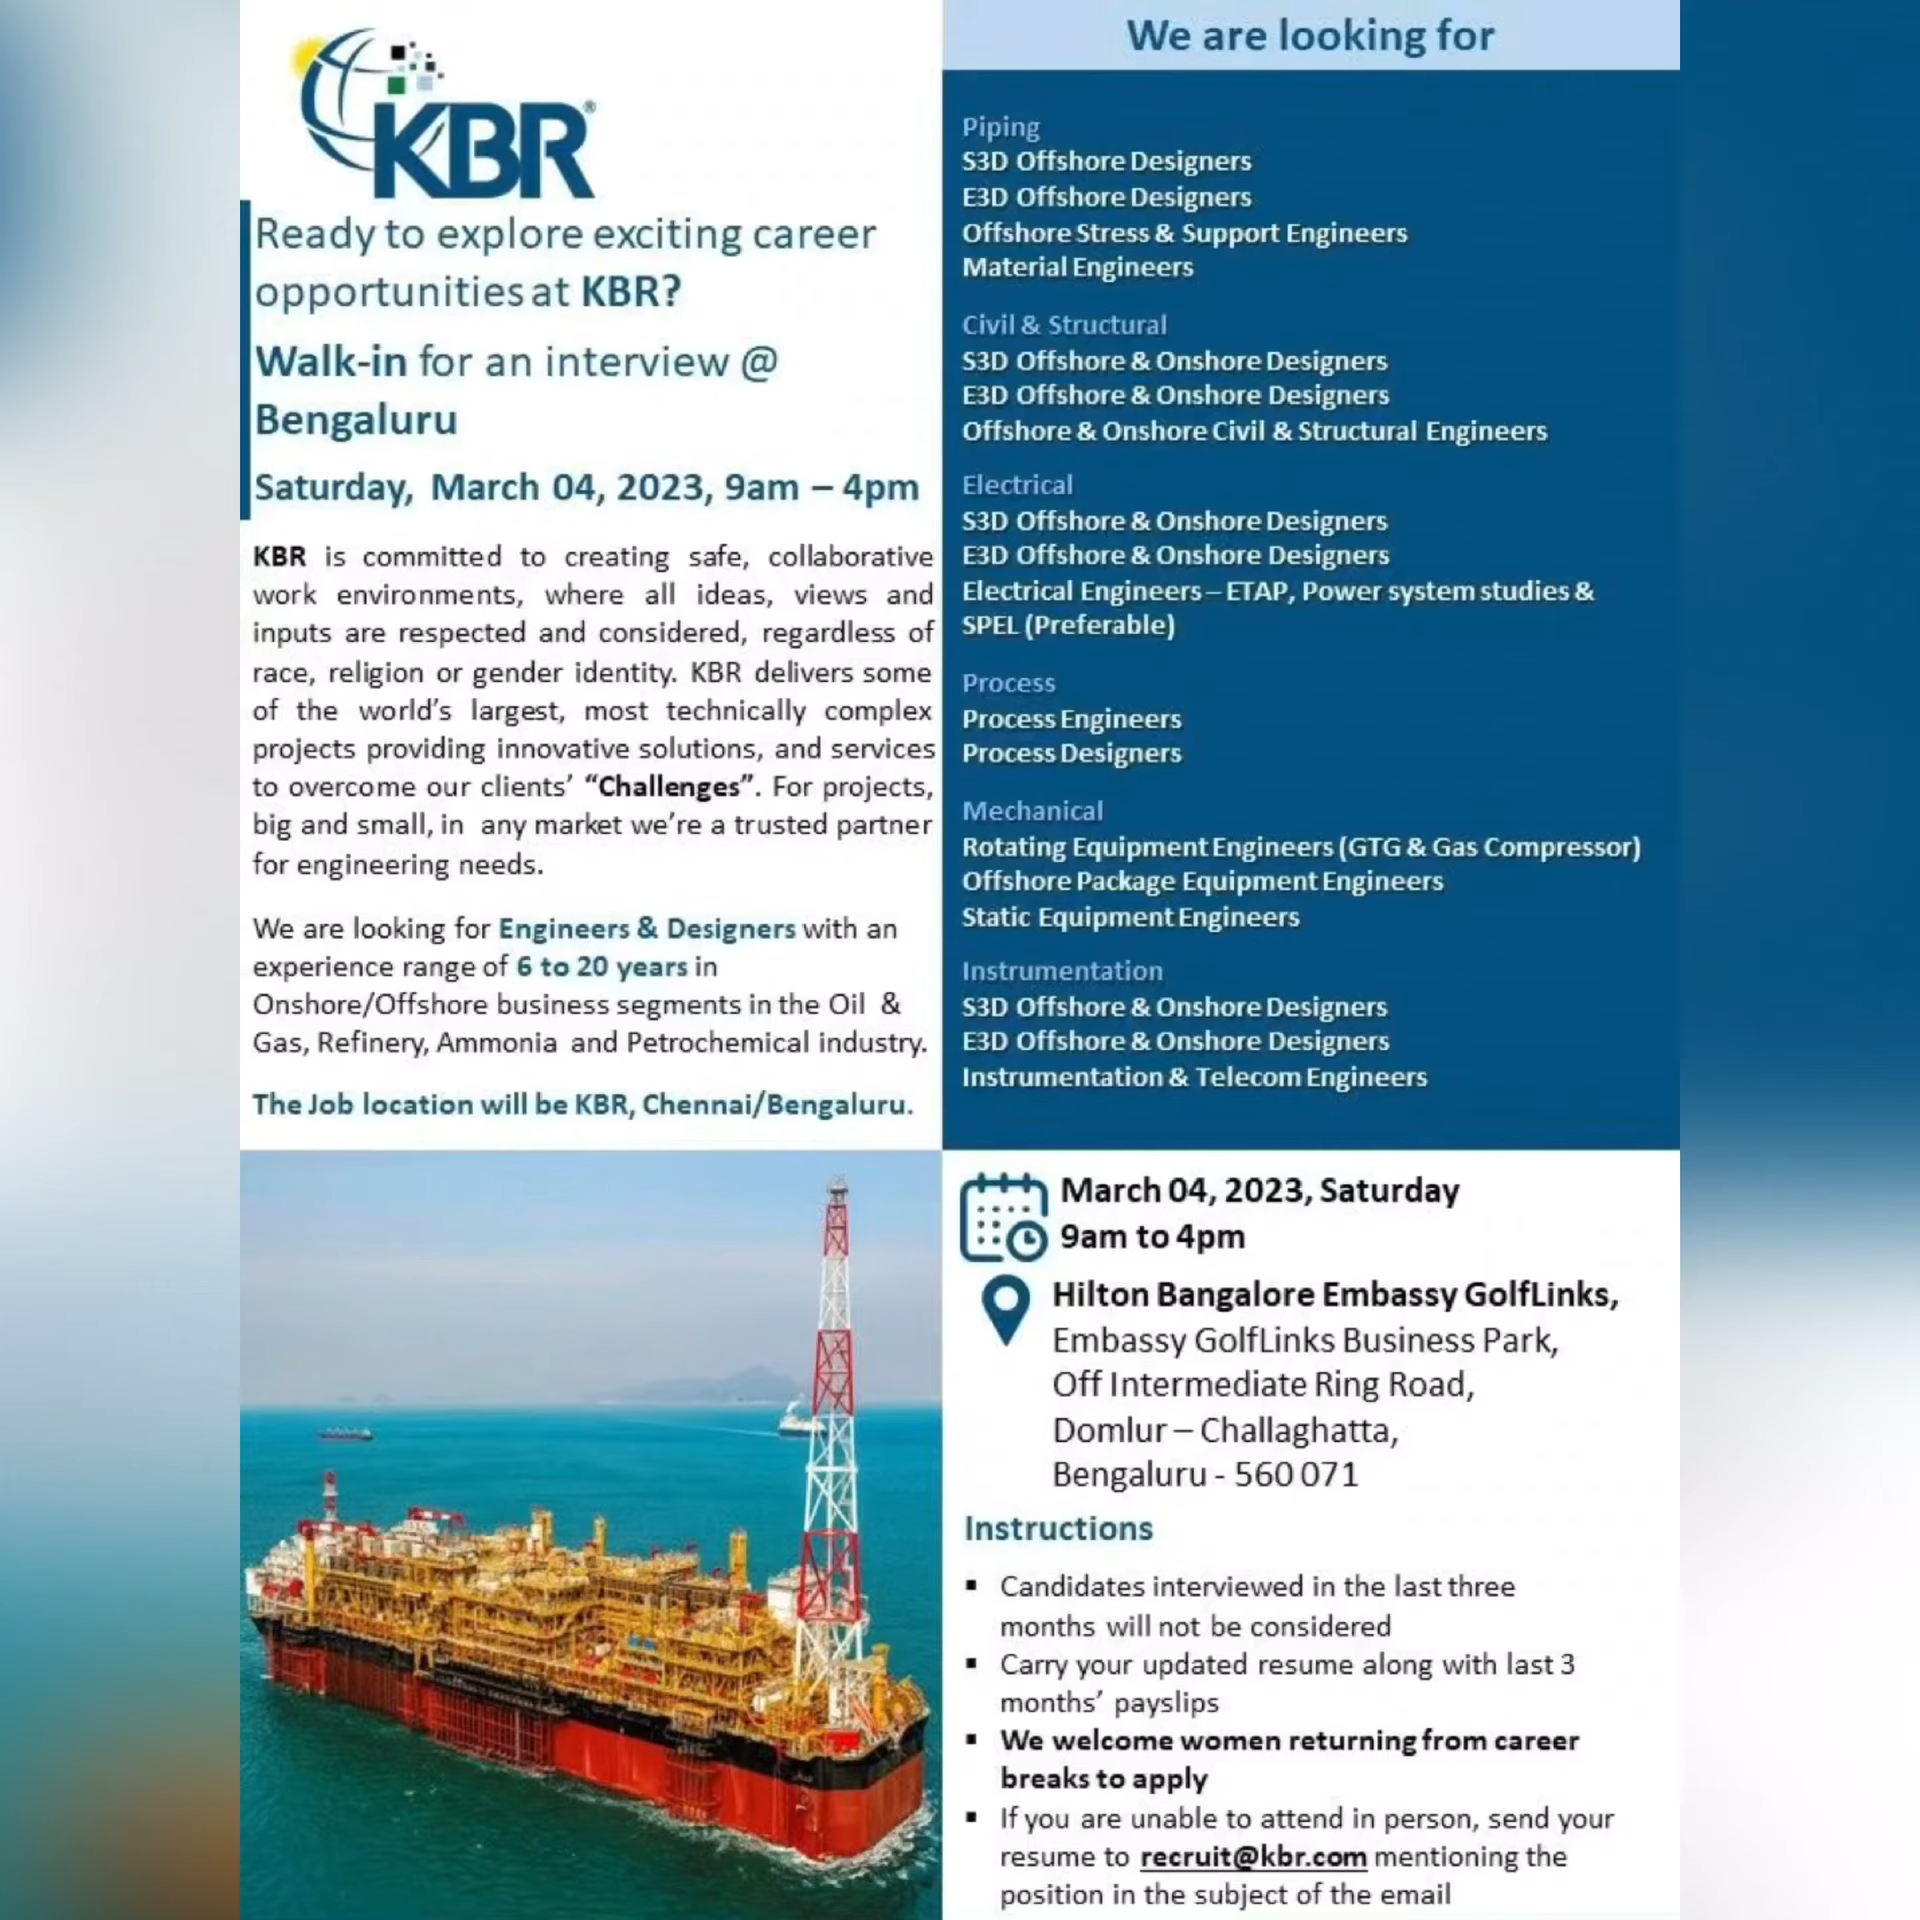 KBR®
Ready to explore exciting career
opportunities at KBR?
Walk-in for an interview @
Bengaluru
Saturday, March 04, 2023, 9am – 4pm
KBR is committed to creating safe, collaborative
work environments, where all ideas, views and
inputs are respected and considered, regardless of
race, religion or gender identity. KBR delivers some
of the world's largest, most technically complex
projects providing innovative solutions, and services
to overcome our clients' “Challenges”. For projects,
big and small, in any market we're a trusted partner
for engineering needs.
We are looking for Engineers & Designers with an
experience range of 6 to 20 years in
Onshore/Offshore business segments in the Oil &
Gas, Refinery, Ammonia and Petrochemical industry.
The Job location will be KBR, Chennai/Bengaluru.
We are looking for
Piping
S3D Offshore Designers
E3D Offshore Designers
Offshore Stress & Support Engineers
Material Engineers
Civil & Structural
S3D Offshore & Onshore Designers
E3D Offshore & Onshore Designers
Offshore & Onshore Civil & Structural Engineers
Electrical
S3D Offshore & Onshore Designers
E3D Offshore & Onshore Designers
Electrical Engineers – ETAP, Power system studies &
SPEL (Preferable)
Process
Process Engineers
Process Designers
Mechanical
Rotating Equipment Engineers (GTG & Gas Compressor)
Offshore Package Equipment Engineers
Static Equipment Engineers
Instrumentation
S3D Offshore & Onshore Designers
E3D Offshore & Onshore Designers
Instrumentation & Telecom Engineers
March 04, 2023, Saturday
9am to 4pm
Hilton Bangalore Embassy GolfLinks,
Embassy GolfLinks Business Park,
Off Intermediate Ring Road,
Domlur – Challaghatta,
Bengaluru - 560 071
Instructions
▪ Candidates interviewed in the last three
months will not be considered
▪ Carry your updated resume along with last 3
months' payslips
▪ We welcome women returning from career
breaks to apply
▪ If you are unable to attend in person, send your
resume to recruit@kbr.com mentioning the
position in the subject of the email